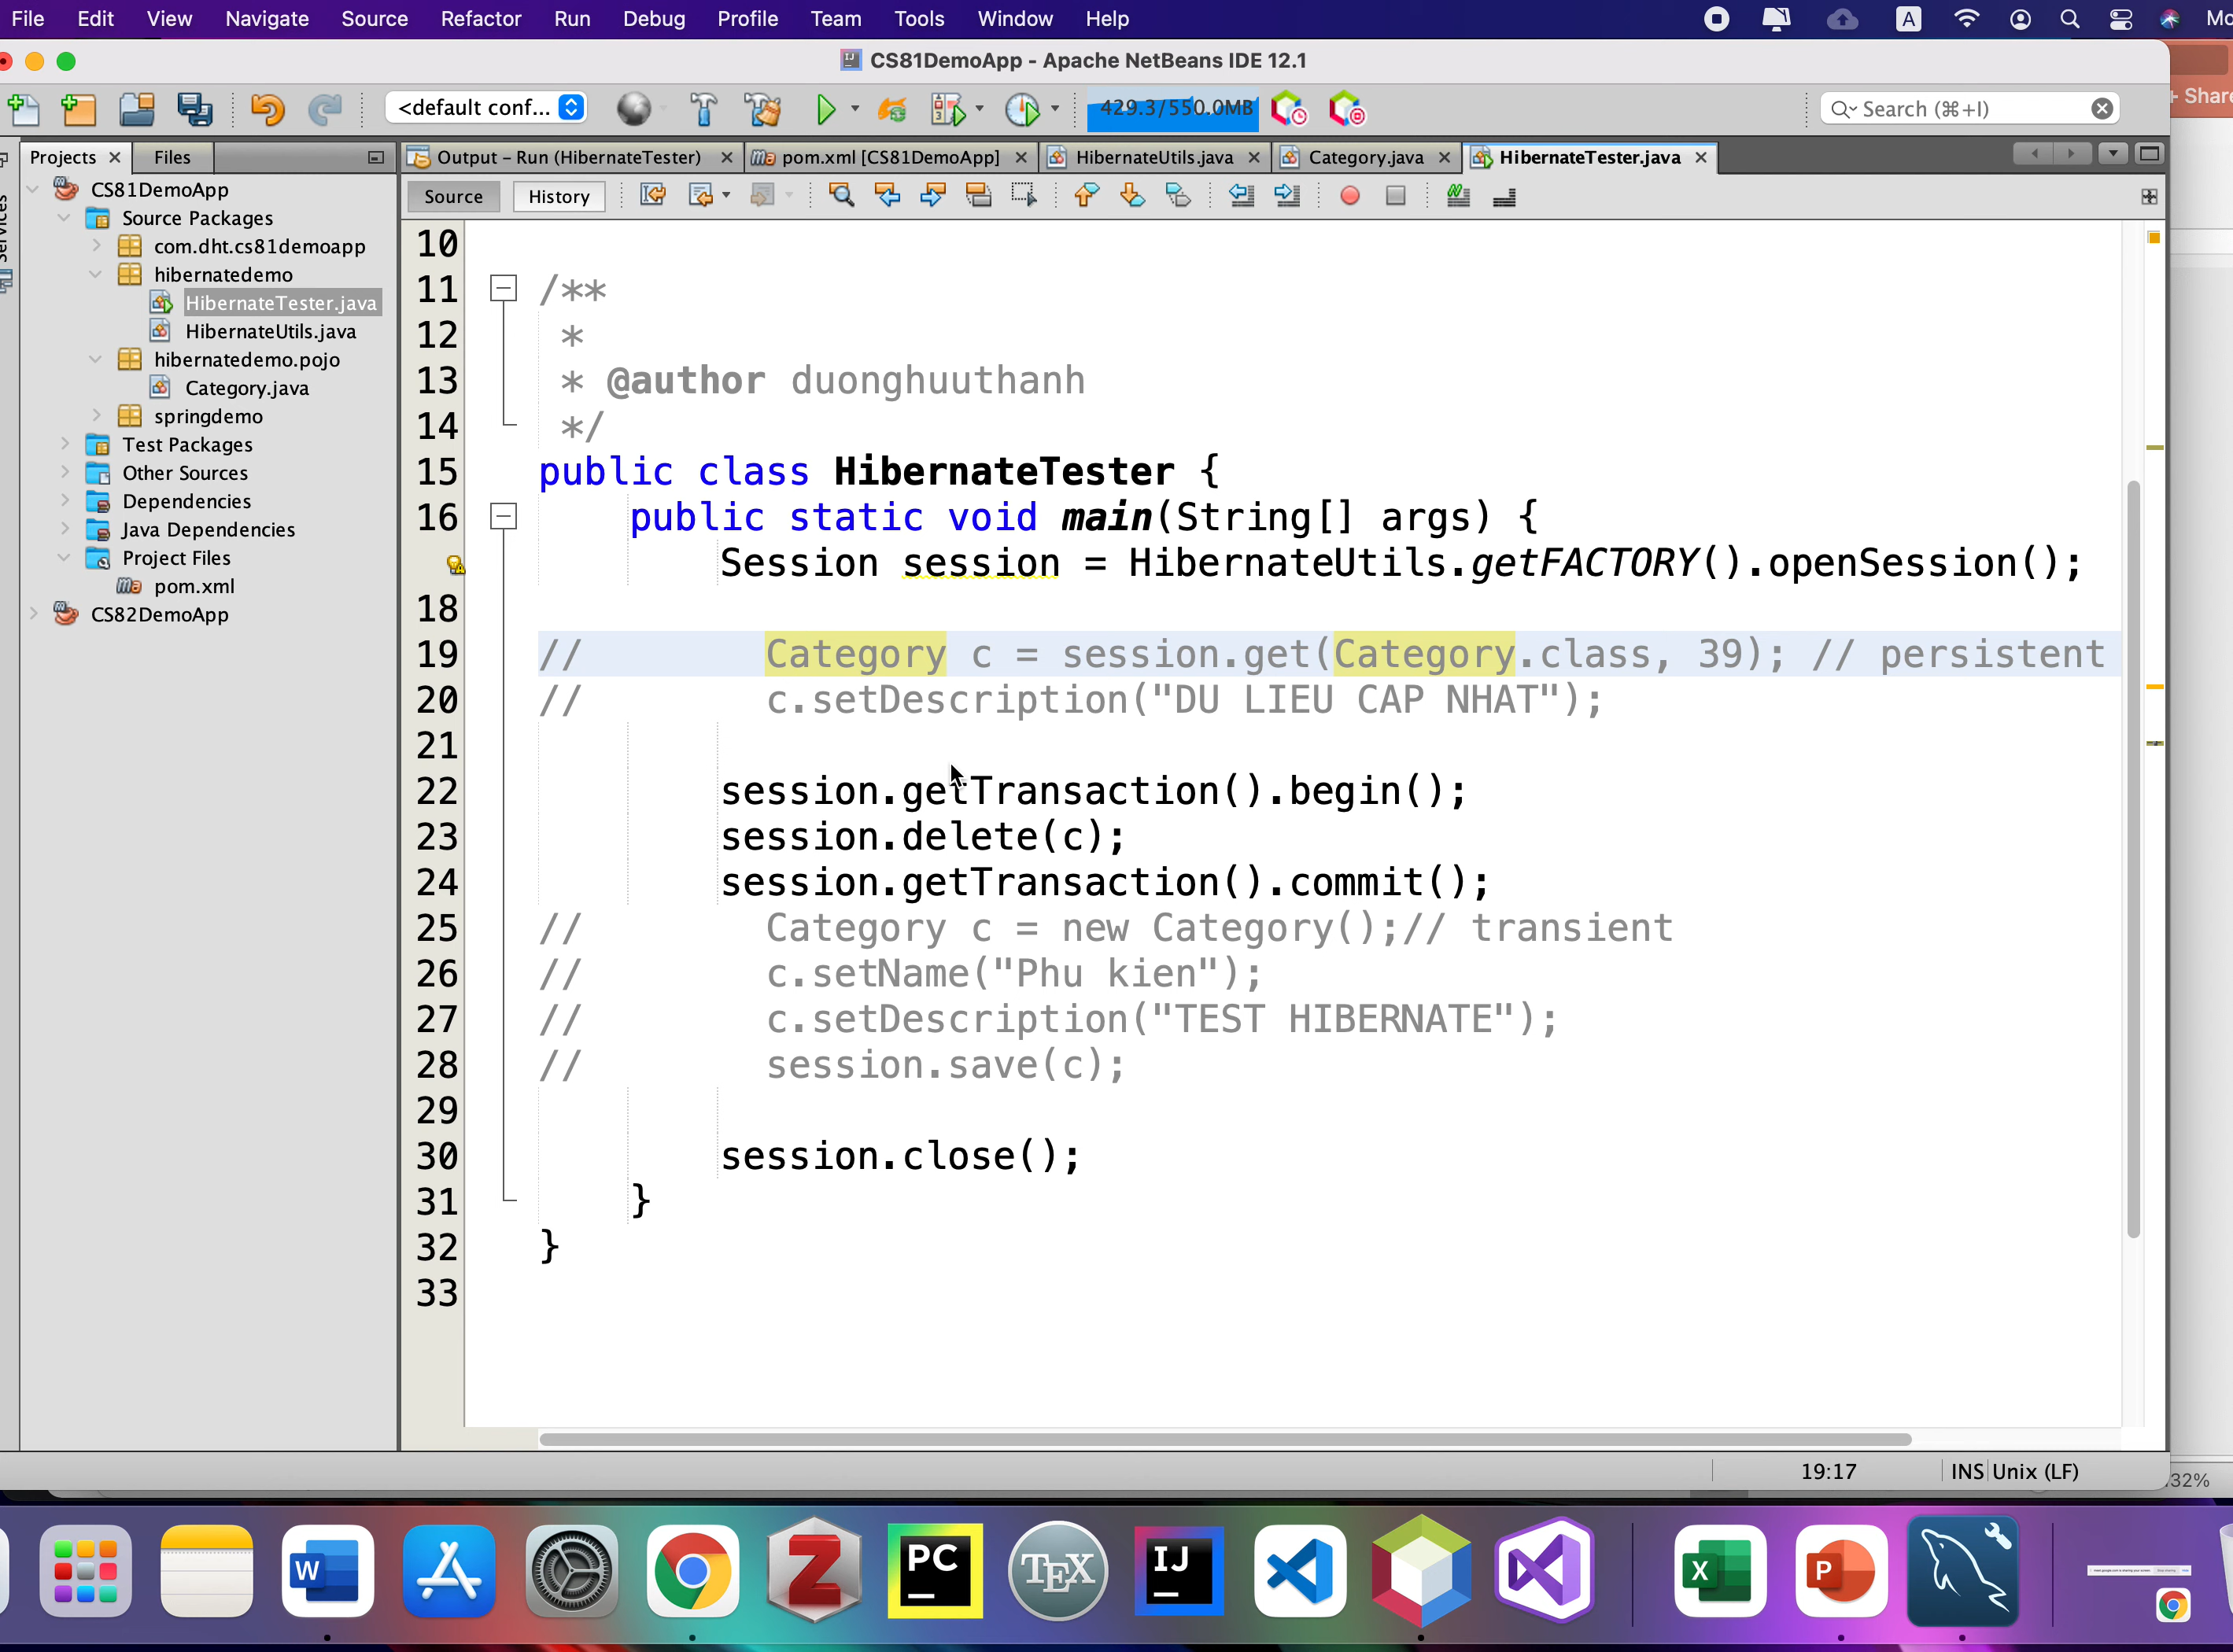 File Edit View Navigate Source Refactor Run Debug Profile Team Tools Window Help
A
CS81DemoApp - Apache NetBeans IDE 12.1
<default conf...
429.3/550.0MB
Search (⌘+I)
Share
Projects Files
Output - Run (HibernateTester) pom.xml [CS81DemoApp] HibernateUtils.java Category.java HibernateTester.java
Source History
Services
CS81DemoApp
Source Packages
com.dht.cs81demoapp
hibernatedemo
HibernateTester.java
HibernateUtils.java
hibernatedemo.pojo
Category.java
springdemo
Test Packages
Other Sources
Dependencies
Java Dependencies
Project Files
pom.xml
CS82DemoApp
10
11 /**
12 *
13 * @author duonghuuthanh
14 */
15 public class HibernateTester {
16 public static void main(String[] args) {
Session session = HibernateUtils.getFACTORY().openSession();
18
19 // Category c = session.get(Category.class, 39); // persistent
20 // c.setDescription("DU LIEU CAP NHAT");
21
22 session.getTransaction().begin();
23 session.delete(c);
24 session.getTransaction().commit();
25 // Category c = new Category();// transient
26 // c.setName("Phu kien");
27 // c.setDescription("TEST HIBERNATE");
28 // session.save(c);
29
30 session.close();
31 }
32 }
33
19:17 INS Unix (LF)
32%
W PC TEX IJ X P